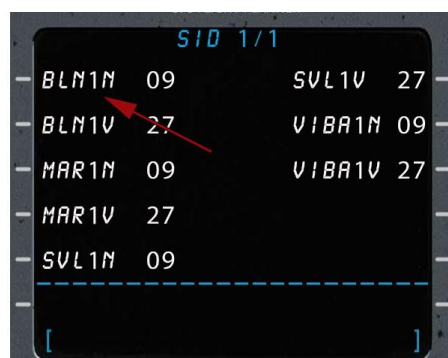 SID 1/1
BLN1N 09 SVL1V 27
BLN1V 27 VIBA1N 09
MAR1N 09 VIBA1V 27
MAR1V 27
SVL1N 09
[ ]